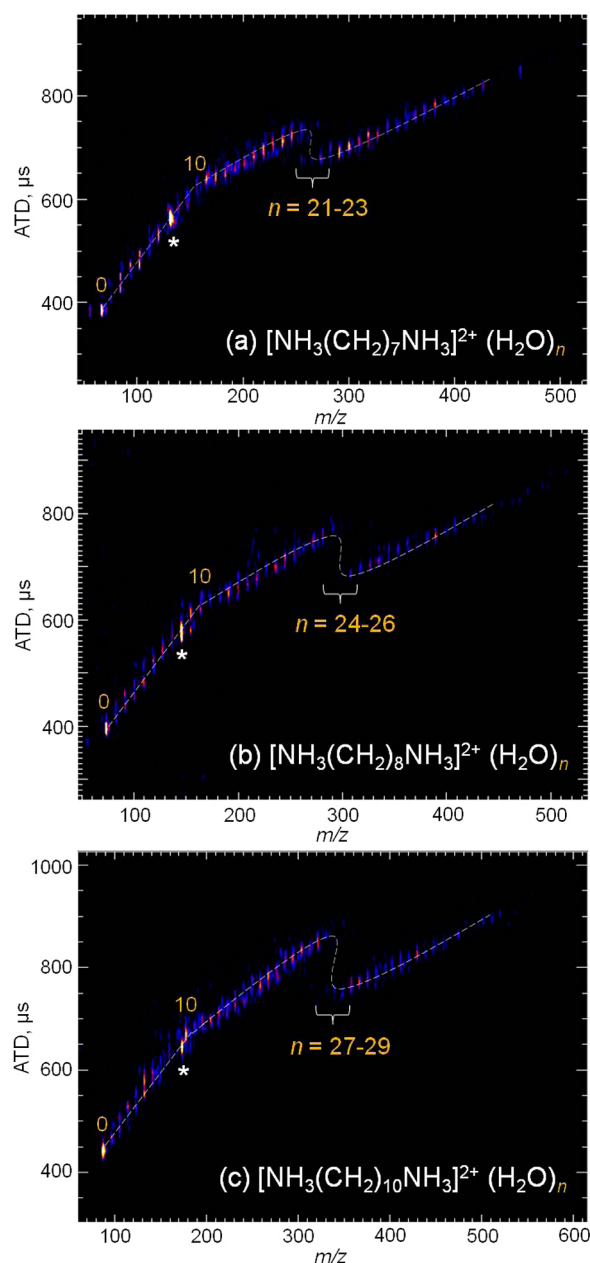 800
600
400
ATD, µs
0
10
*
n = 21-23
(a) [NH₃(CH₂)₇NH₃]²⁺ (H₂O)ₙ
100 200 300 400 500
m/z
800
600
400
ATD, µs
0
10
*
n = 24-26
(b) [NH₃(CH₂)₈NH₃]²⁺ (H₂O)ₙ
100 200 300 400 500
m/z
1000
800
600
400
ATD, µs
0
10
*
n = 27-29
(c) [NH₃(CH₂)₁₀NH₃]²⁺ (H₂O)ₙ
100 200 300 400 500 600
m/z